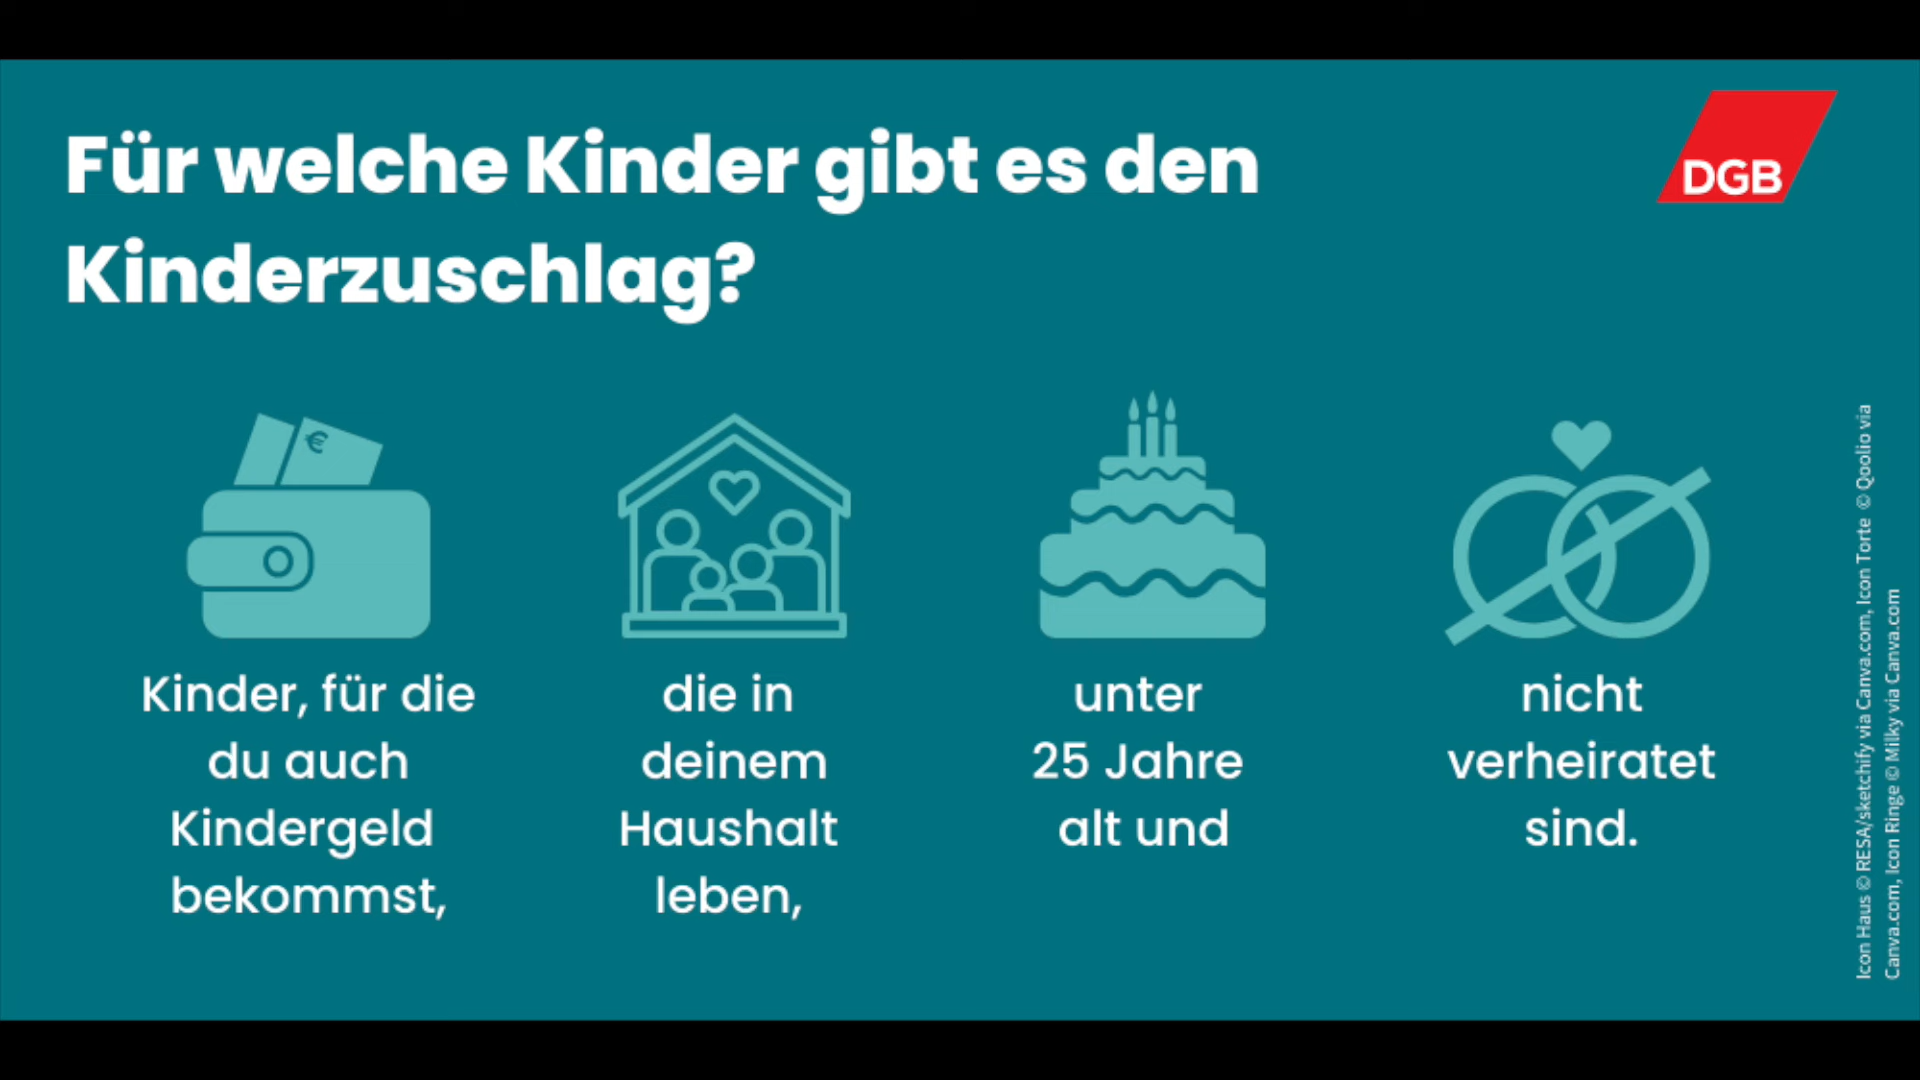 Für welche Kinder gibt es den
Kinderzuschlag?
DGB
€
Kinder, für die
du auch
Kindergeld
bekommst,
die in
deinem
Haushalt
leben,
unter
25 Jahre
alt und
nicht
verheiratet
sind.
Icon Haus © RESA/sketchify via Canva.com, Icon Torte © Qoolio via
Canva.com, Icon Ringe © Milky via Canva.com